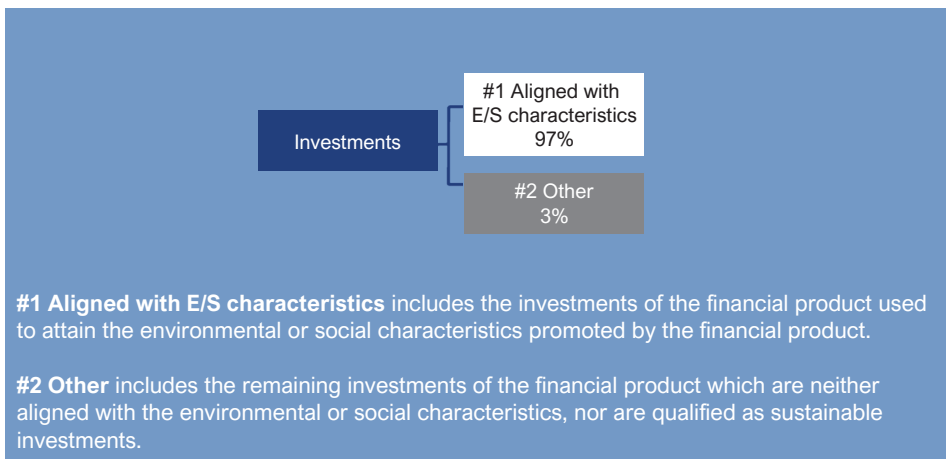 Investments
#1 Aligned with
E/S characteristics
97%
#2 Other
3%
#1 Aligned with E/S characteristics includes the investments of the financial product used
to attain the environmental or social characteristics promoted by the financial product.
#2 Other includes the remaining investments of the financial product which are neither
aligned with the environmental or social characteristics, nor are qualified as sustainable
investments.